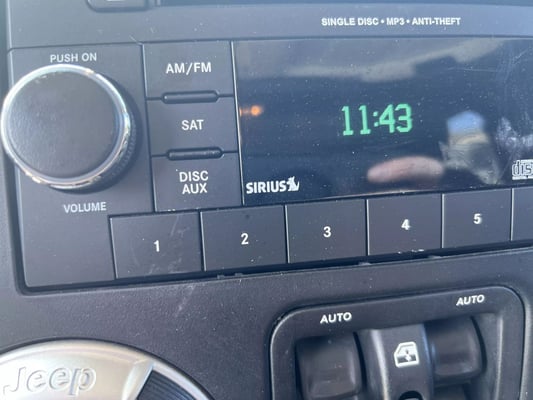 SINGLE DISC • MP3 • ANTI-THEFT
PUSH ON
AM/FM
SAT
11:43
DISC
AUX
SIRIUS
disc
VOLUME
1
2
3
4
5
AUTO
AUTO
Jeep